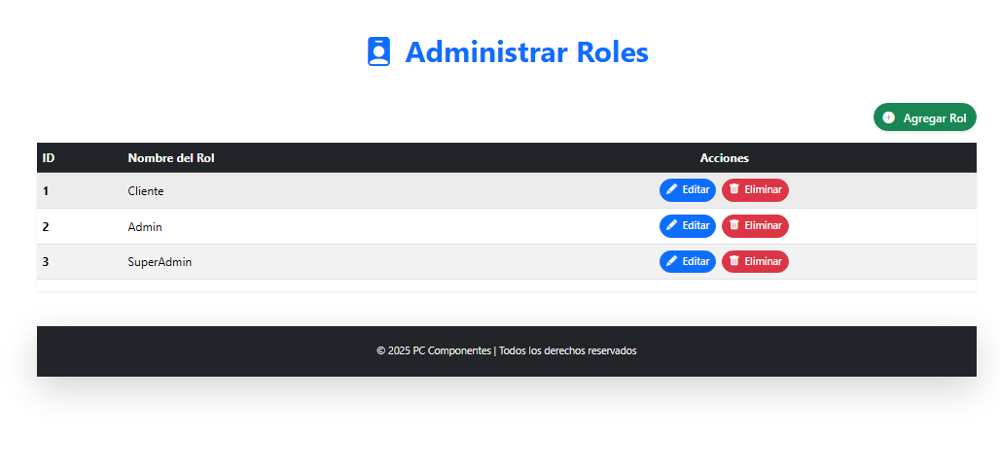 Administrar Roles
Agregar Rol
ID Nombre del Rol Acciones
1 Cliente Editar Eliminar
2 Admin Editar Eliminar
3 SuperAdmin Editar Eliminar
© 2025 PC Componentes | Todos los derechos reservados